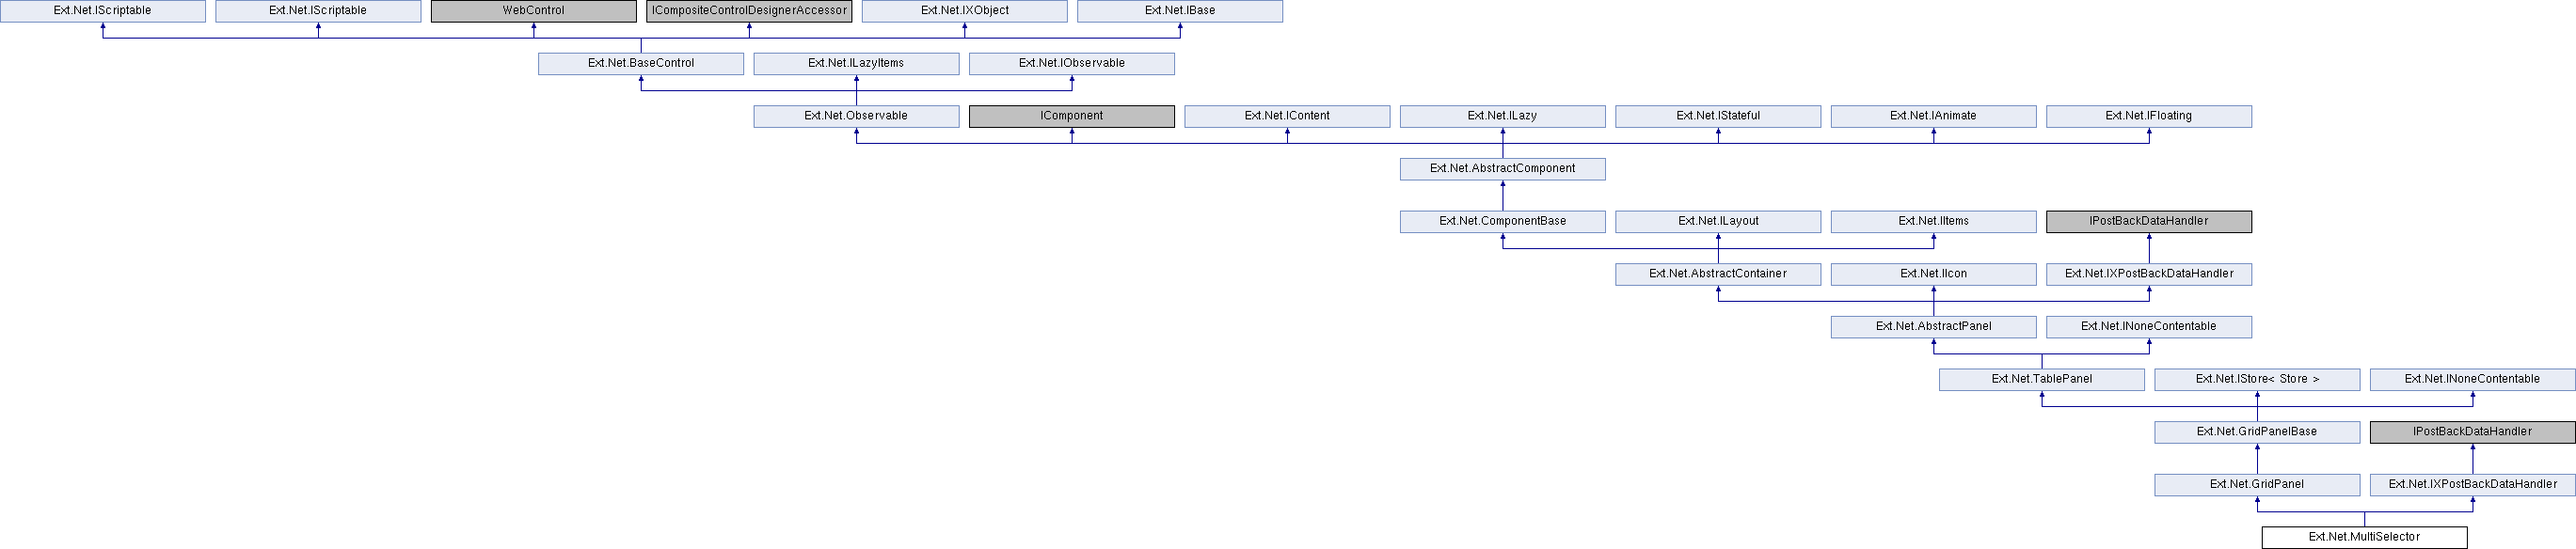 Ext.Net.IScriptable
Ext.Net.IScriptable
WebControl
ICompositeControlDesignerAccessor
Ext.Net.IXObject
Ext.Net.IBase
Ext.Net.BaseControl
Ext.Net.ILazyItems
Ext.Net.IObservable
Ext.Net.Observable
IComponent
Ext.Net.IContent
Ext.Net.ILazy
Ext.Net.IStateful
Ext.Net.IAnimate
Ext.Net.IFloating
Ext.Net.AbstractComponent
Ext.Net.ComponentBase
Ext.Net.ILayout
Ext.Net.IItems
IPostBackDataHandler
Ext.Net.AbstractContainer
Ext.Net.IIcon
Ext.Net.IXPostBackDataHandler
Ext.Net.AbstractPanel
Ext.Net.INoneContentable
Ext.Net.TablePanel
Ext.Net.IStore< Store >
Ext.Net.INoneContentable
Ext.Net.GridPanelBase
IPostBackDataHandler
Ext.Net.GridPanel
Ext.Net.IXPostBackDataHandler
Ext.Net.MultiSelector